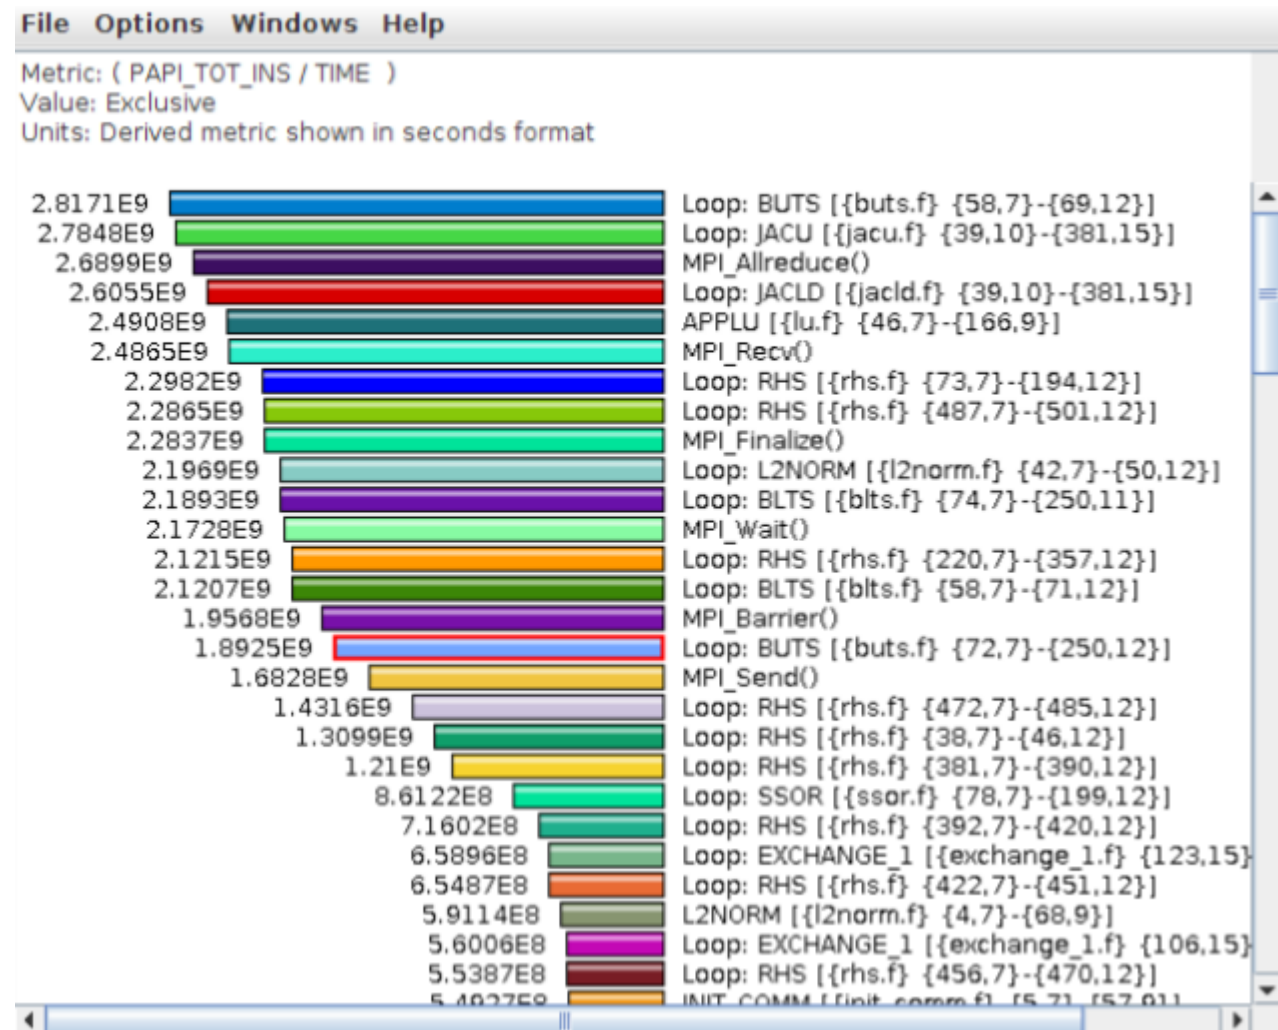 File Options Windows Help
Metric: ( PAPI_TOT_INS / TIME )
Value: Exclusive
Units: Derived metric shown in seconds format
2.8171E9 Loop: BUTS [{buts.f} {58,7}-{69,12}]
2.7848E9 Loop: JACU [{jacu.f} {39,10}-{381,15}]
2.6899E9 MPI_Allreduce()
2.6055E9 Loop: JACLD [{jacld.f} {39,10}-{381,15}]
2.4908E9 APPLU [{lu.f} {46,7}-{166,9}]
2.4865E9 MPI_Recv()
2.2982E9 Loop: RHS [{rhs.f} {73,7}-{194,12}]
2.2865E9 Loop: RHS [{rhs.f} {487,7}-{501,12}]
2.2837E9 MPI_Finalize()
2.1969E9 Loop: L2NORM [{l2norm.f} {42,7}-{50,12}]
2.1893E9 Loop: BLTS [{blts.f} {74,7}-{250,11}]
2.1728E9 MPI_Wait()
2.1215E9 Loop: RHS [{rhs.f} {220,7}-{357,12}]
2.1207E9 Loop: BLTS [{blts.f} {58,7}-{71,12}]
1.9568E9 MPI_Barrier()
1.8925E9 Loop: BUTS [{buts.f} {72,7}-{250,12}]
1.6828E9 MPI_Send()
1.4316E9 Loop: RHS [{rhs.f} {472,7}-{485,12}]
1.3099E9 Loop: RHS [{rhs.f} {38,7}-{46,12}]
1.21E9 Loop: RHS [{rhs.f} {381,7}-{390,12}]
8.6122E8 Loop: SSOR [{ssor.f} {78,7}-{199,12}]
7.1602E8 Loop: RHS [{rhs.f} {392,7}-{420,12}]
6.5896E8 Loop: EXCHANGE_1 [{exchange_1.f} {123,15}
6.5487E8 Loop: RHS [{rhs.f} {422,7}-{451,12}]
5.9114E8 L2NORM [{l2norm.f} {4,7}-{68,9}]
5.6006E8 Loop: EXCHANGE_1 [{exchange_1.f} {106,15}
5.5387E8 Loop: RHS [{rhs.f} {456,7}-{470,12}]
5.4927E8 INIT_COMM [{init_comm.f} {5,7}-{57,9}]